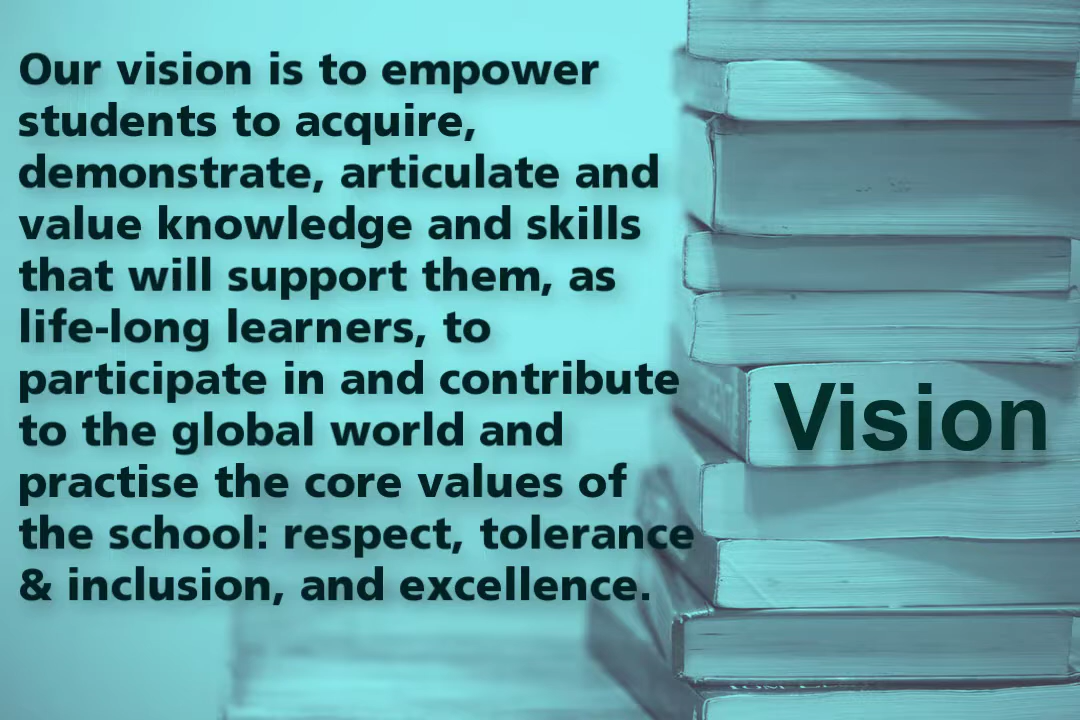 Our vision is to empower
students to acquire,
demonstrate, articulate and
value knowledge and skills
that will support them, as
life-long learners, to
participate in and contribute
to the global world and
practise the core values of
the school: respect, tolerance
& inclusion, and excellence.
Vision